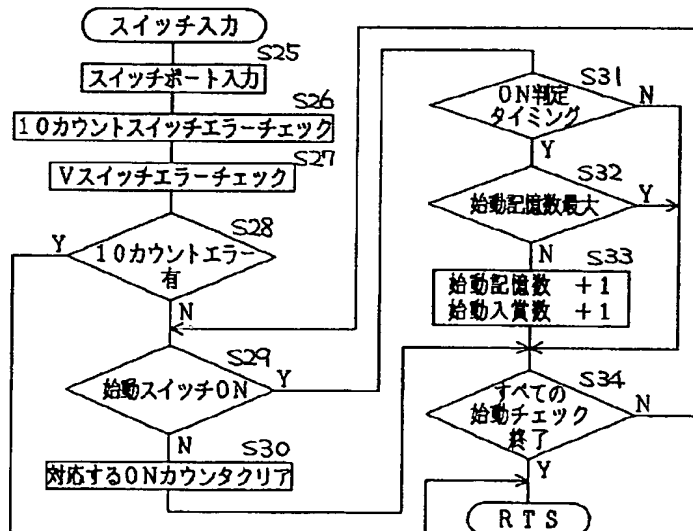 スイッチ入力
S25
スイッチポート入力
S26
10カウントスイッチエラーチェック
S27
Vスイッチエラーチェック
S28
Y
10カウントエラー
有
N
S29
始動スイッチON
Y
N
S30
対応するONカウンタクリア
S31
ON判定
タイミング
N
Y
S32
始動記憶数最大
Y
N
S33
始動記憶数 +1
始動入賞数 +1
S34
すべての
始動チェック
終了
N
Y
RTS